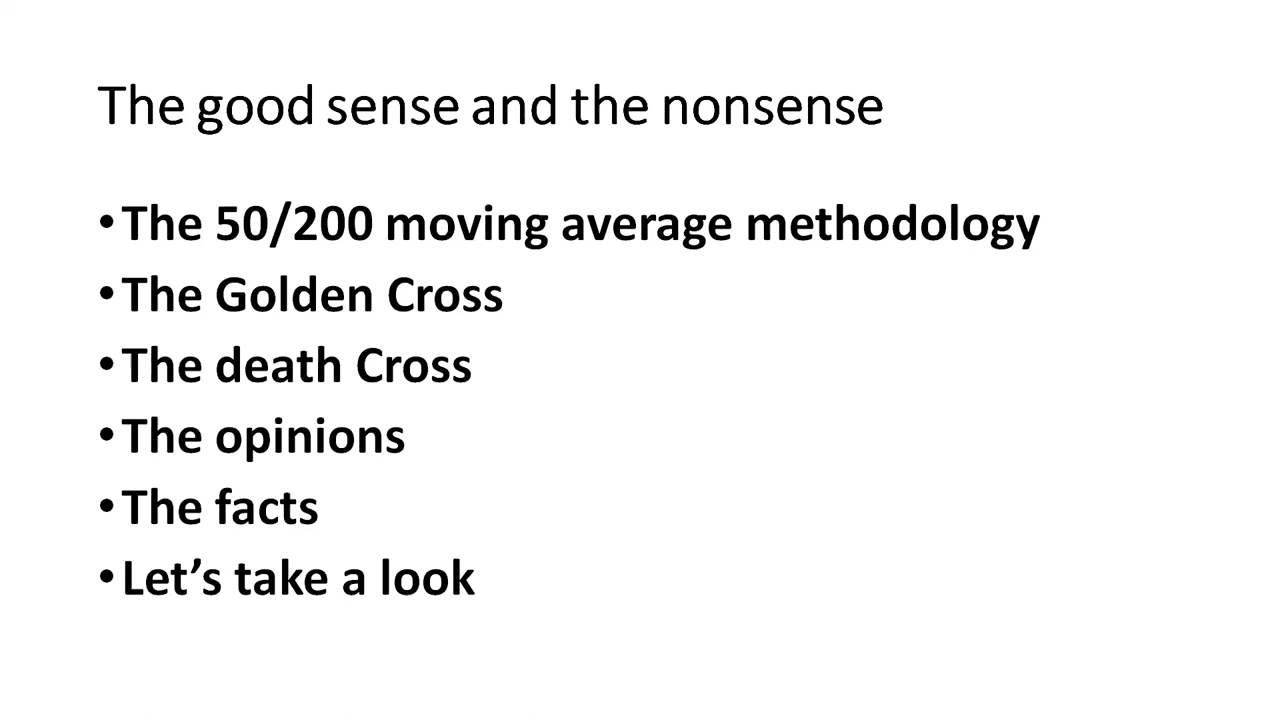 The good sense and the nonsense
•The 50/200 moving average methodology
•The Golden Cross
•The death Cross
•The opinions
•The facts
•Let’s take a look